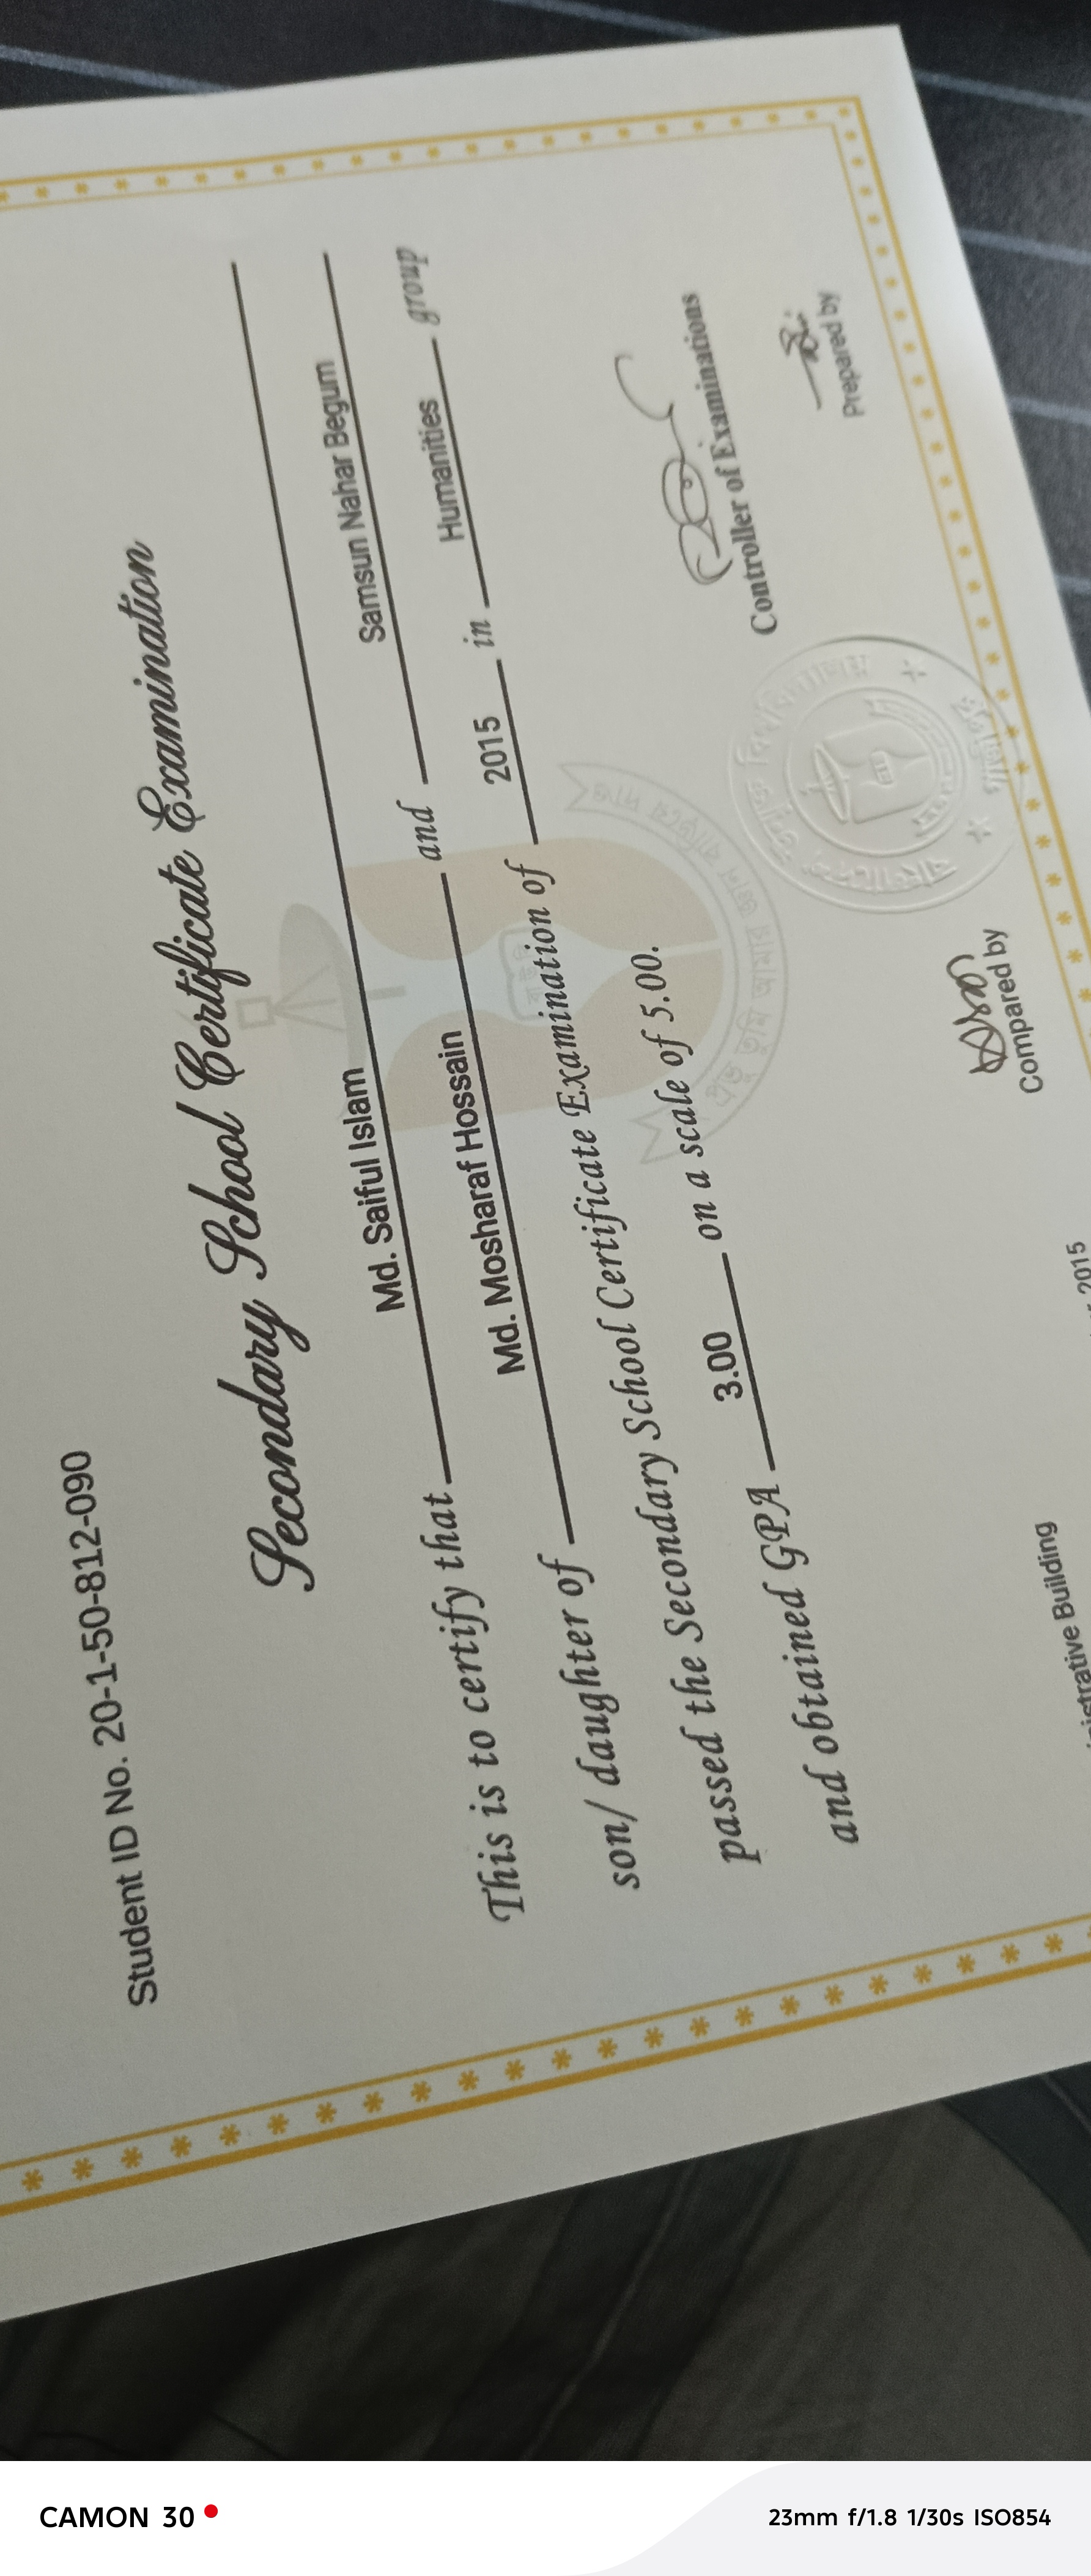 Student ID No. 20-1-50-812-090
Secondary School Certificate Examination
This is to certify that Md. Saiful Islam
son/ daughter of Md. Mosharaf Hossain and Samsun Nahar Begum
passed the Secondary School Certificate Examination of 2015 in Humanities group
and obtained GPA 3.00 on a scale of 5.00.
Controller of Examinations
Prepared by
Compared by
Building
2015
CAMON 30
23mm f/1.8 1/30s ISO854